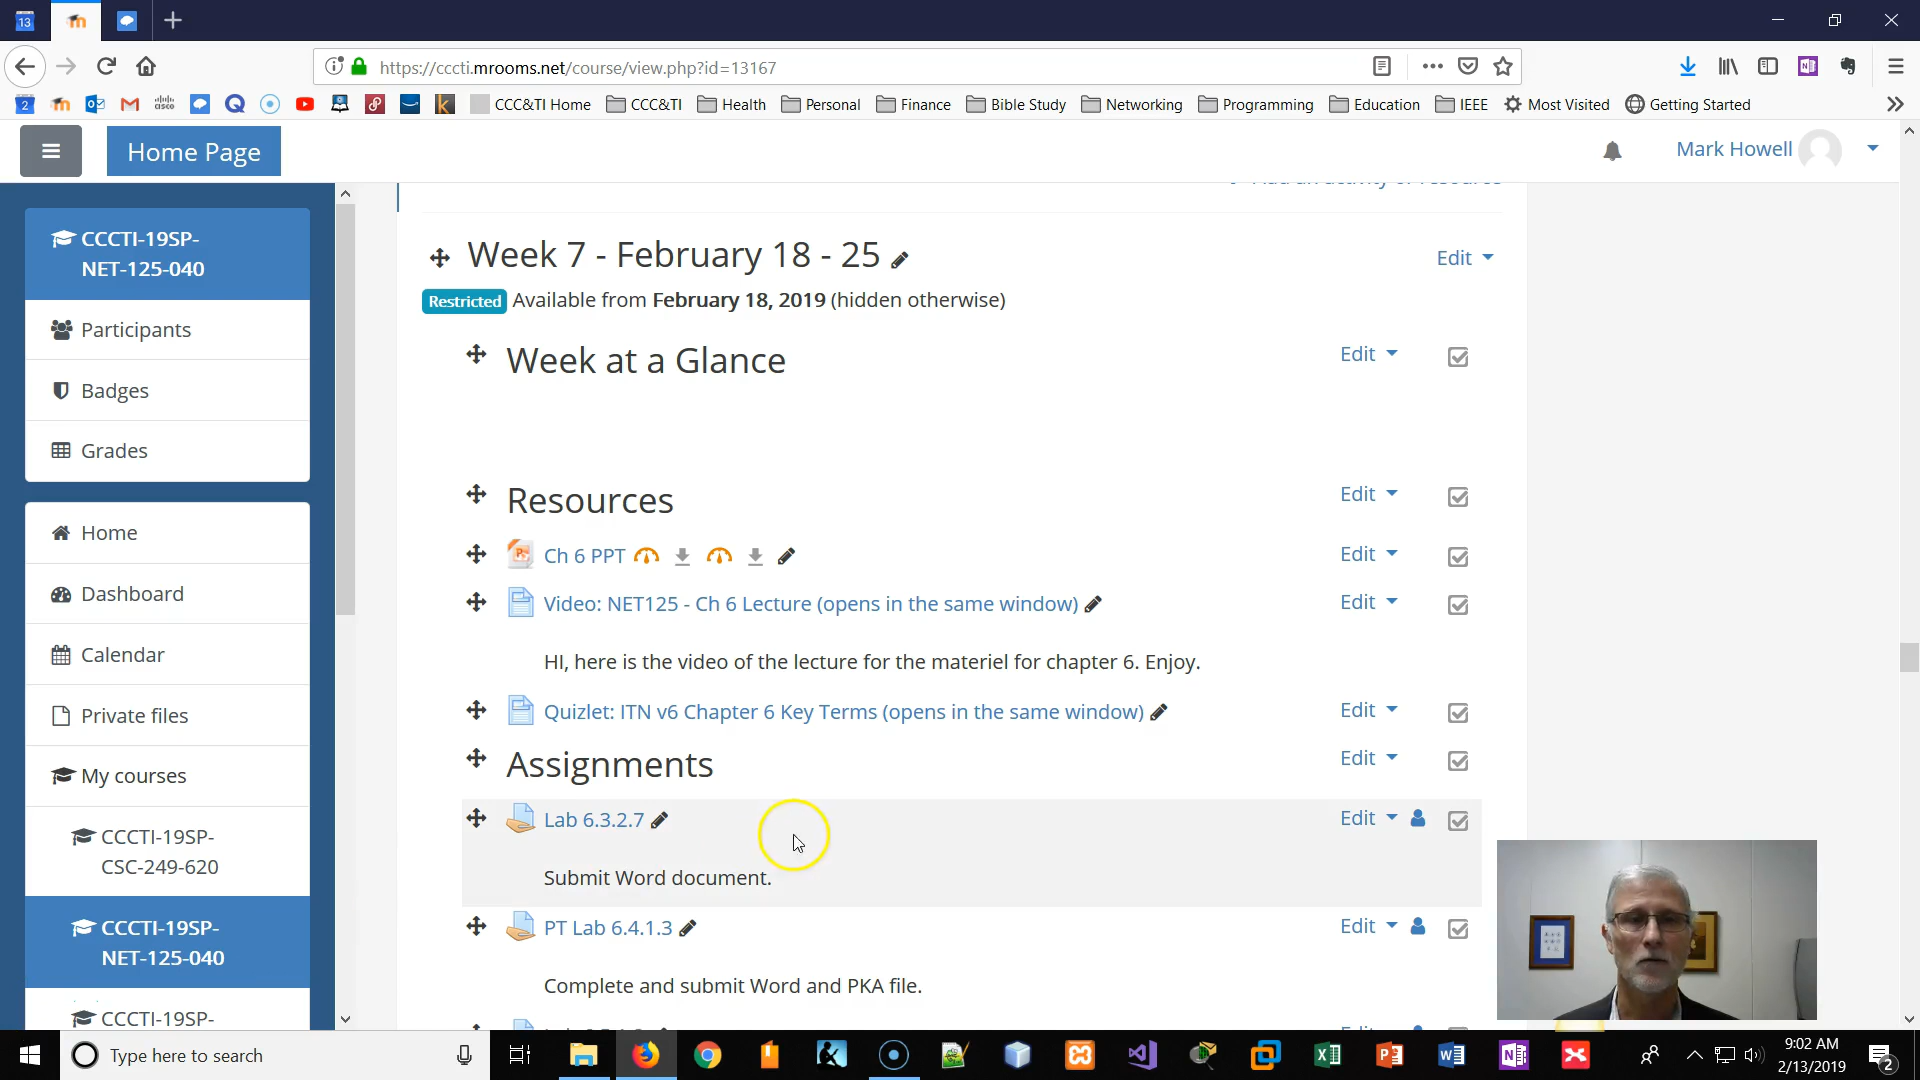 13
https://cccti.mrooms.net/course/view.php?id=13167
2
CCC&TI Home
CCC&TI
Health
Personal
Finance
Bible Study
Networking
Programming
Education
IEEE
Most Visited
Getting Started
Home Page
Mark Howell
CCCTI-19SP-
NET-125-040
Participants
Badges
Grades
Home
Dashboard
Calendar
Private files
My courses
CCCTI-19SP-
CSC-249-620
CCCTI-19SP-
NET-125-040
CCCTI-19SP-
Week 7 - February 18 - 25
Edit
Restricted Available from February 18, 2019 (hidden otherwise)
Week at a Glance
Edit
Resources
Edit
Ch 6 PPT
Edit
Video: NET125 - Ch 6 Lecture (opens in the same window)
Edit
HI, here is the video of the lecture for the materiel for chapter 6. Enjoy.
Quizlet: ITN v6 Chapter 6 Key Terms (opens in the same window)
Edit
Assignments
Edit
Lab 6.3.2.7
Edit
Submit Word document.
PT Lab 6.4.1.3
Edit
Complete and submit Word and PKA file.
Type here to search
9:02 AM
2/13/2019
2